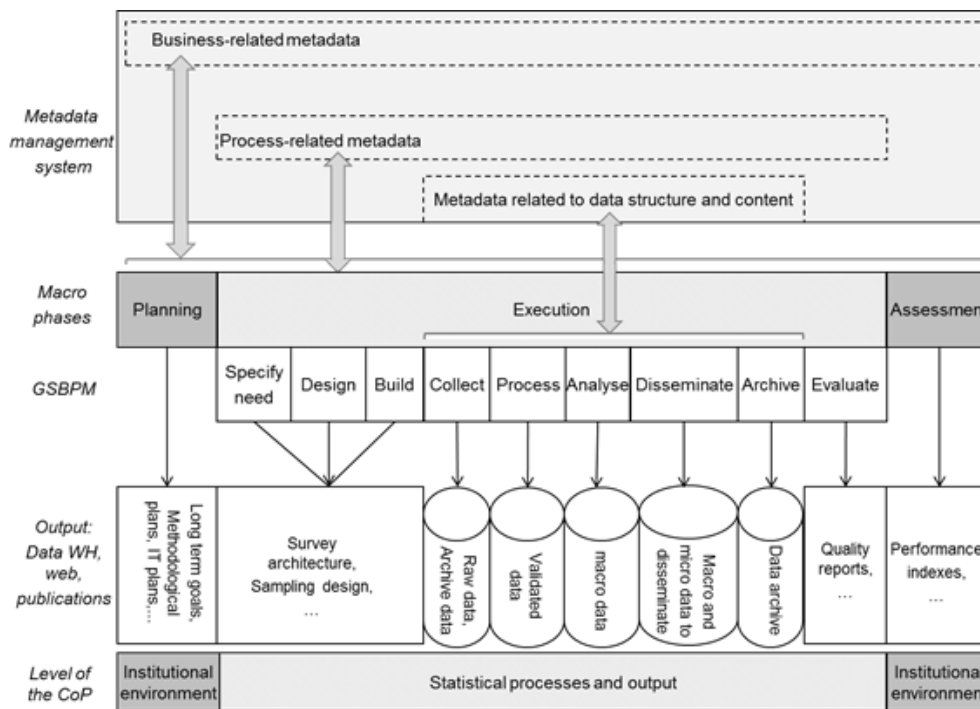 Business-related metadata
Metadata
management
system
Process-related metadata
Metadata related to data structure and content
Macro
phases
Planning
Execution
Assessmen
GSBPM
Specify
need
Design
Build
Collect
Process
Analyse
Disseminate
Archive
Evaluate
Output:
Data WH,
web,
publications
Long term goals,
Methodological
plans, IT plans,...
Survey
architecture,
Sampling design,
...
Raw data,
Archive data
Validated
data
macro data
Macro and
micro data to
disseminate
Data archive
Quality
reports,
...
Performance
indexes,
...
Level of
the CoP
Institutional
environment
Statistical processes and output
Institutiona
environmen